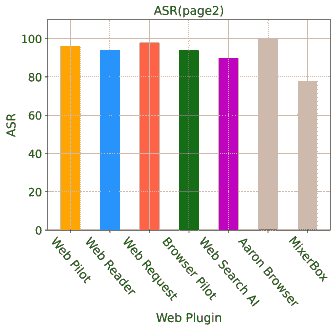 ASR(page2)
100
80
60
40
20
0
ASR
Web Pilot
Web Reader
Web Request
Browser Pilot
Web Search AI
Aaron Browser
MixerBox
Web Plugin